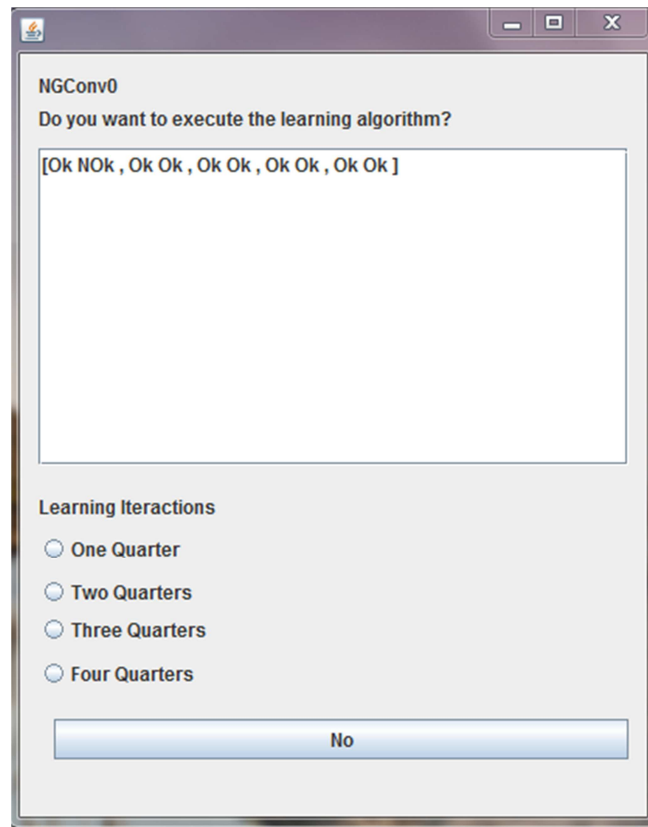 NGConv0
Do you want to execute the learning algorithm?
[Ok NOk , Ok Ok , Ok Ok , Ok Ok , Ok Ok ]
Learning Iteractions
One Quarter
Two Quarters
Three Quarters
Four Quarters
No